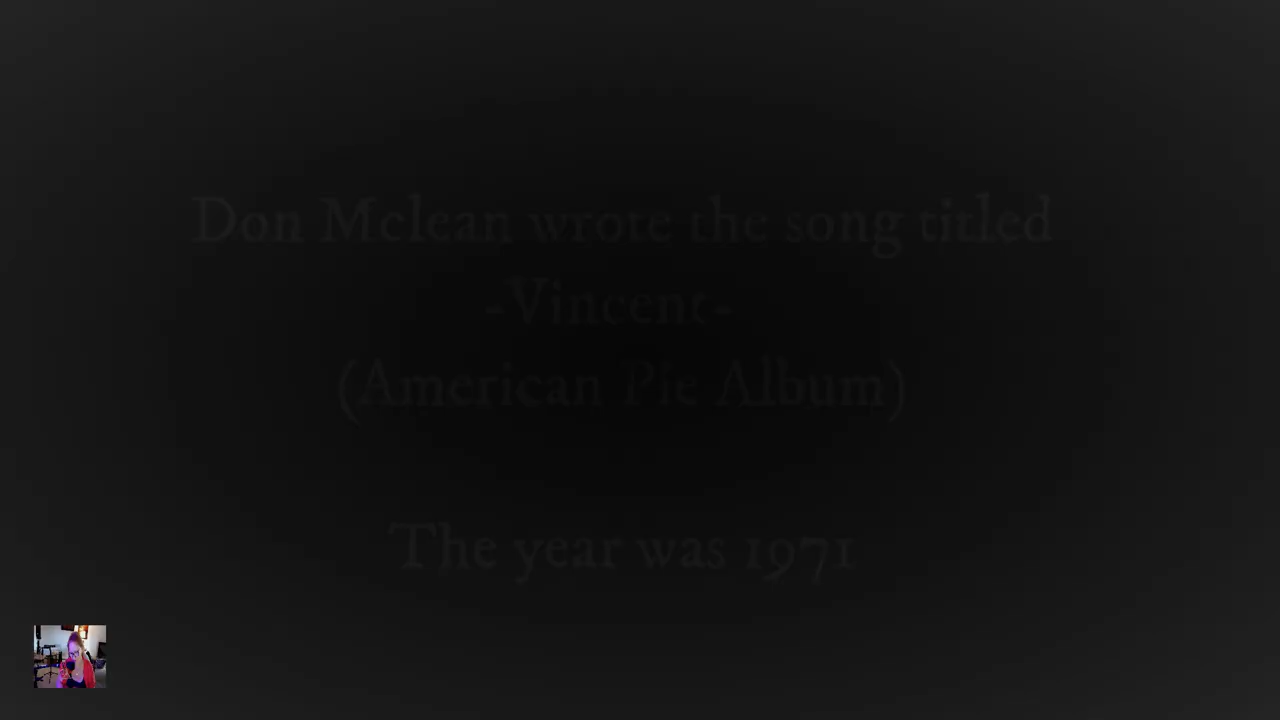 Don Mclean wrote the song titled
-Vincent-
(American Pie Album)
The year was 1971